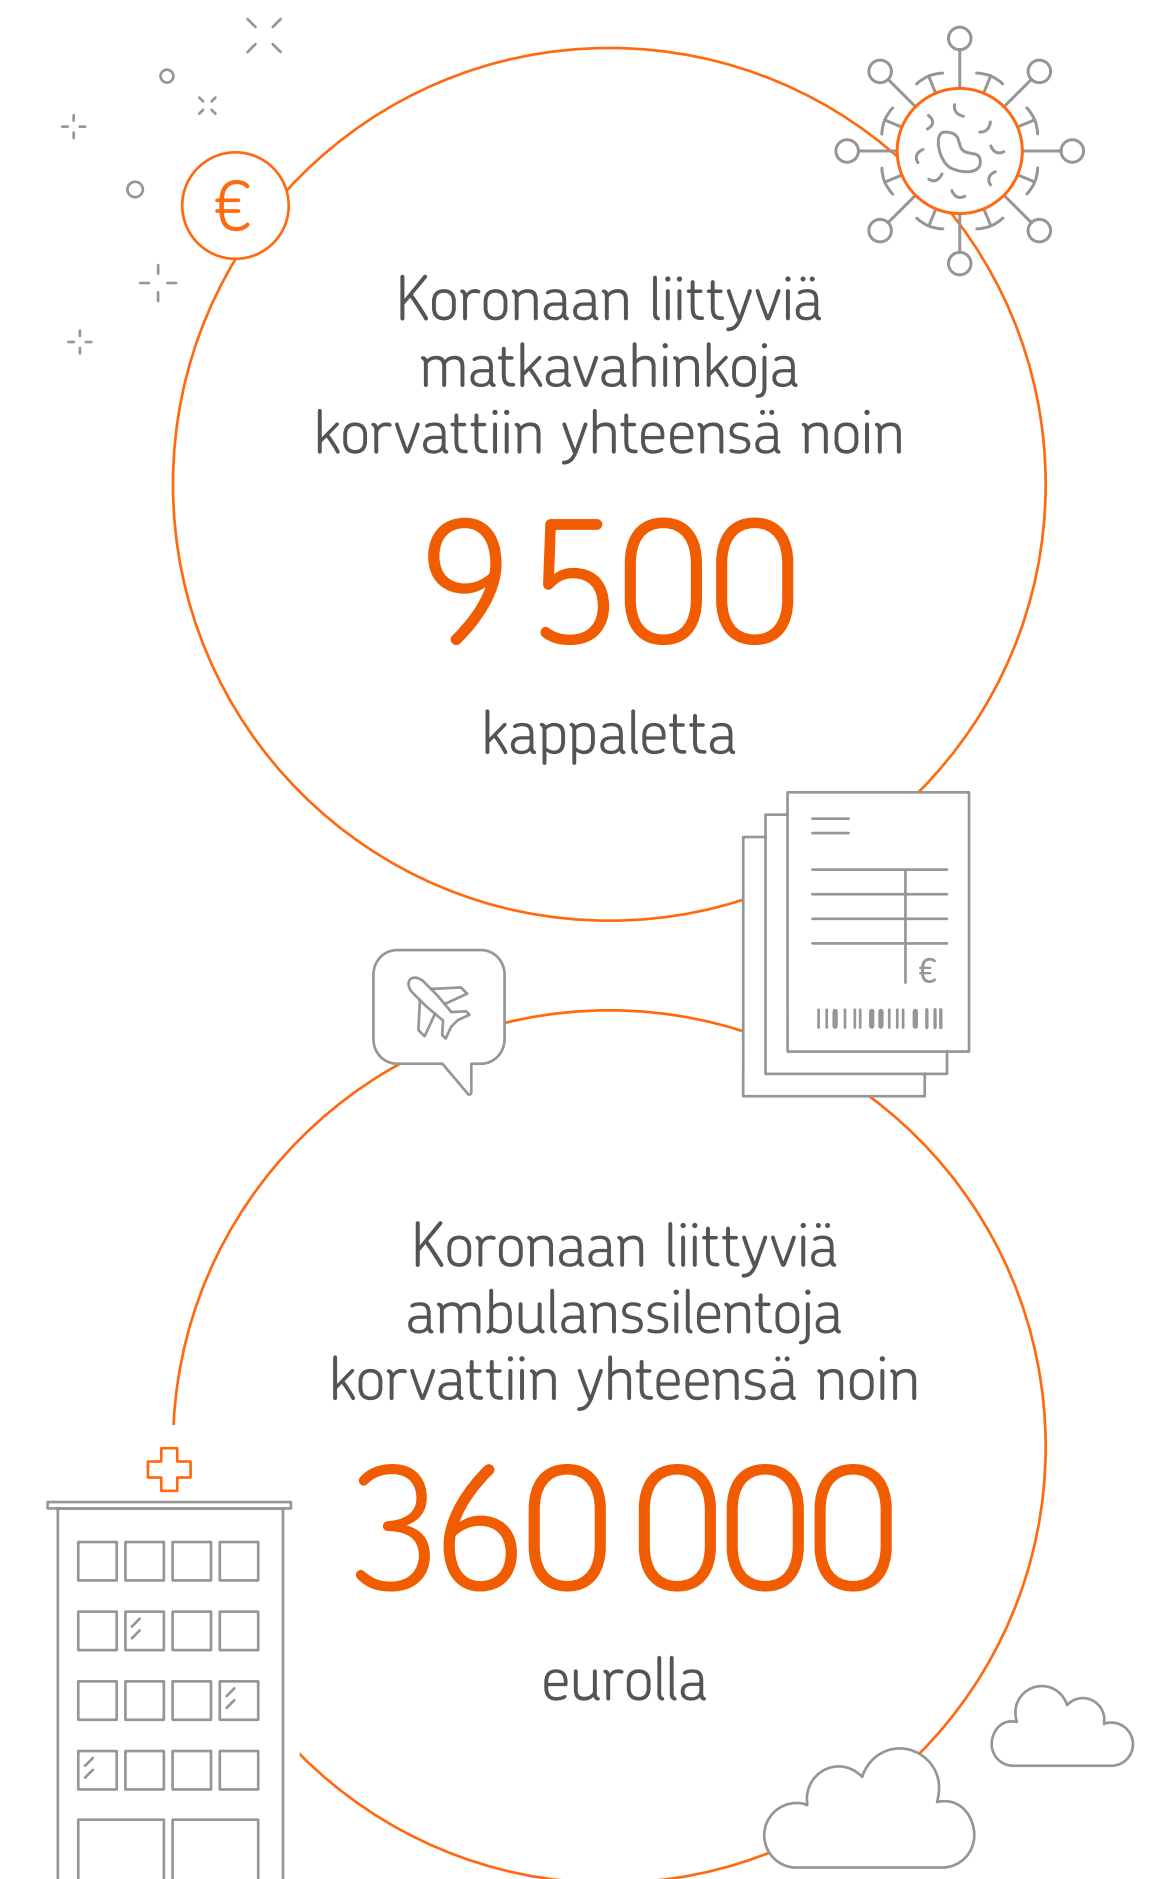 €
Koronaan liittyviä
matkavahinkoja
korvattiin yhteensä noin
9 500
kappaletta
€
Koronaan liittyviä
ambulanssilentoja
korvattiin yhteensä noin
360 000
eurolla